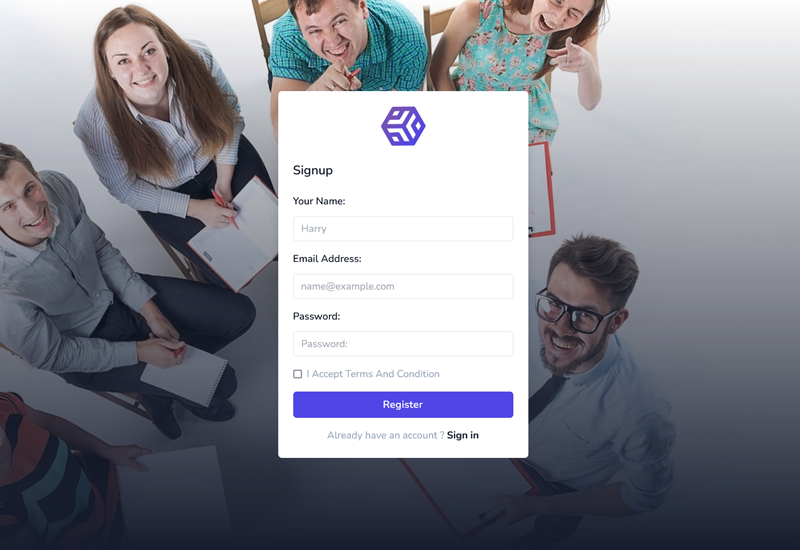 Signup
Your Name:
Harry
Email Address:
name@example.com
Password:
Password:
I Accept Terms And Condition
Register
Already have an account ? Sign in